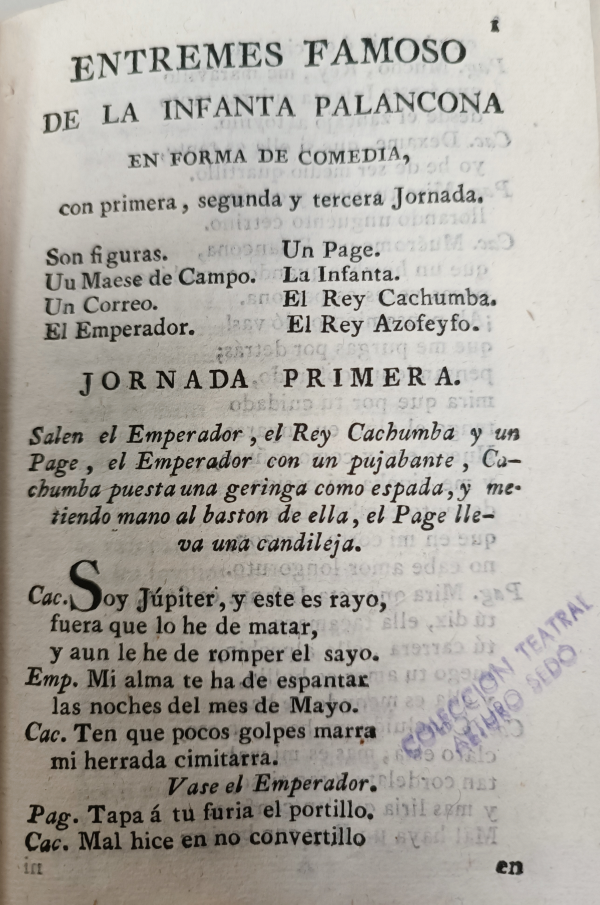 1
ENTREMES FAMOSO
DE LA INFANTA PALANCONA
EN FORMA DE COMEDIA,
con primera, segunda y tercera Jornada.
Son figuras.
Uu Maese de Campo.
Un Correo.
El Emperador.
Un Page.
La Infanta.
El Rey Cachumba.
El Rey Azofeyfo.
JORNADA PRIMERA.
Salen el Emperador, el Rey Cachumba y un
Page, el Emperador con un pujabante, Ca-
chumba puesta una geringa como espada, y me-
tiendo mano al baston de ella, el Page lle-
va una candileja.
Cac. Soy Júpiter, y este es rayo,
fuera que lo he de matar,
y aun le he de romper el sayo.
Emp. Mi alma te ha de espantar
las noches del mes de Mayo.
Cac. Ten que pocos golpes marra
mi herrada cimitarra.
Vase el Emperador.
Pag. Tapa á tu furia el portillo.
Cac. Mal hice en no convertillo
en
COLECCION TEATRAL
ARTURO SEDO